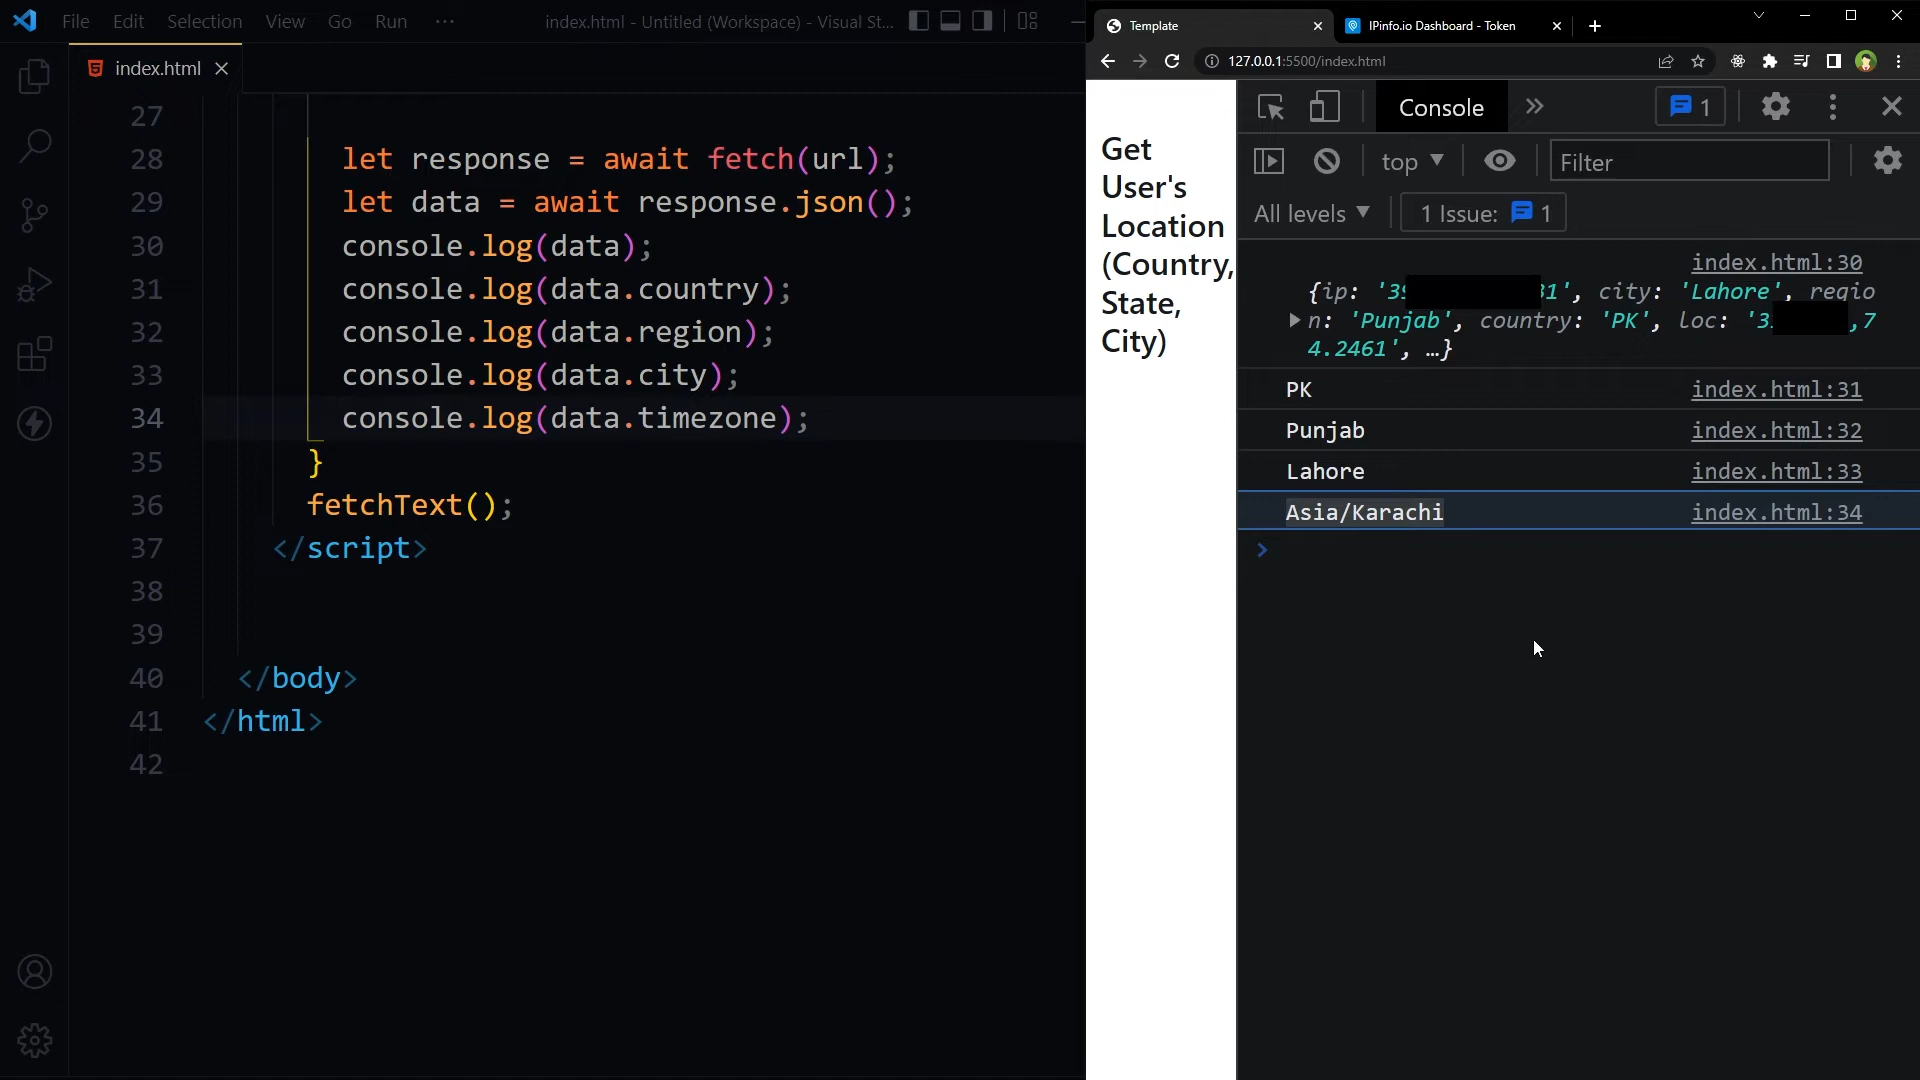 File Edit Selection View Go Run ··· index.html - Untitled (Workspace) - Visual St...
index.html
27
28 let response = await fetch(url);
29 let data = await response.json();
30 console.log(data);
31 console.log(data.country);
32 console.log(data.region);
33 console.log(data.city);
34 console.log(data.timezone);
35 }
36 fetchText();
37 </script>
38
39
40 </body>
41 </html>
42
Template IPinfo.io Dashboard - Token
127.0.0.1:5500/index.html
Get
User's
Location
(Country,
State,
City)
Console 1
top Filter
All levels 1 Issue: 1
index.html:30
{ip: '39 31', city: 'Lahore', regio
n: 'Punjab', country: 'PK', loc: '3 ,7
4.2461', …}
PK index.html:31
Punjab index.html:32
Lahore index.html:33
Asia/Karachi index.html:34